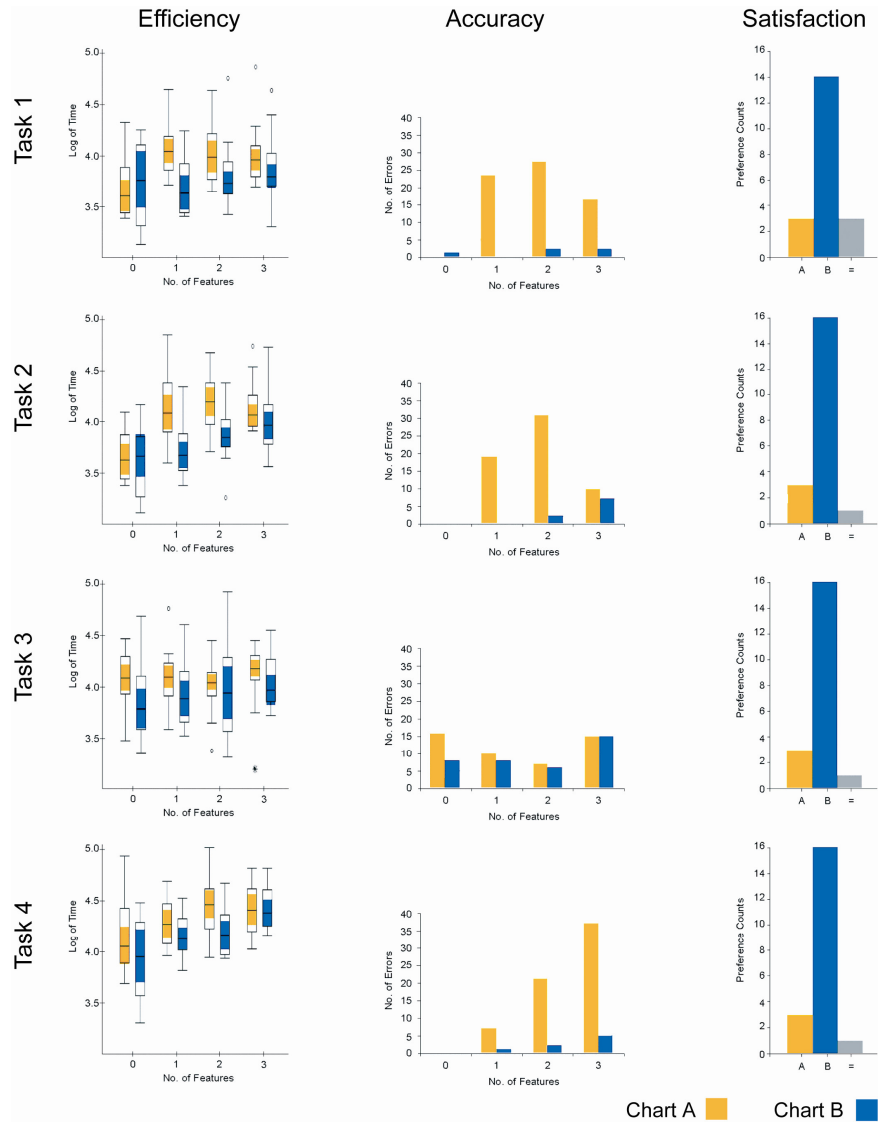 Efficiency Accuracy Satisfaction
Task 1
Log of Time
5.0
4.5
4.0
3.5
0 1 2 3
No. of Features
No. of Errors
40
35
30
25
20
15
10
5
0
0 1 2 3
No. of Features
Preference Counts
16
14
12
10
8
6
4
2
0
A B =
Task 2
Log of Time
5.0
4.5
4.0
3.5
0 1 2 3
No. of Features
No. of Errors
40
35
30
25
20
15
10
5
0
0 1 2 3
No. of Features
Preference Counts
16
14
12
10
8
6
4
2
0
A B =
Task 3
Log of Time
5.0
4.5
4.0
3.5
0 1 2 3
No. of Features
No. of Errors
40
35
30
25
20
15
10
5
0
0 1 2 3
No. of Features
Preference Counts
16
14
12
10
8
6
4
2
0
A B =
Task 4
Log of Time
5.0
4.5
4.0
3.5
0 1 2 3
No. of Features
No. of Errors
40
35
30
25
20
15
10
5
0
0 1 2 3
No. of Features
Preference Counts
16
14
12
10
8
6
4
2
0
A B =
Chart A Chart B